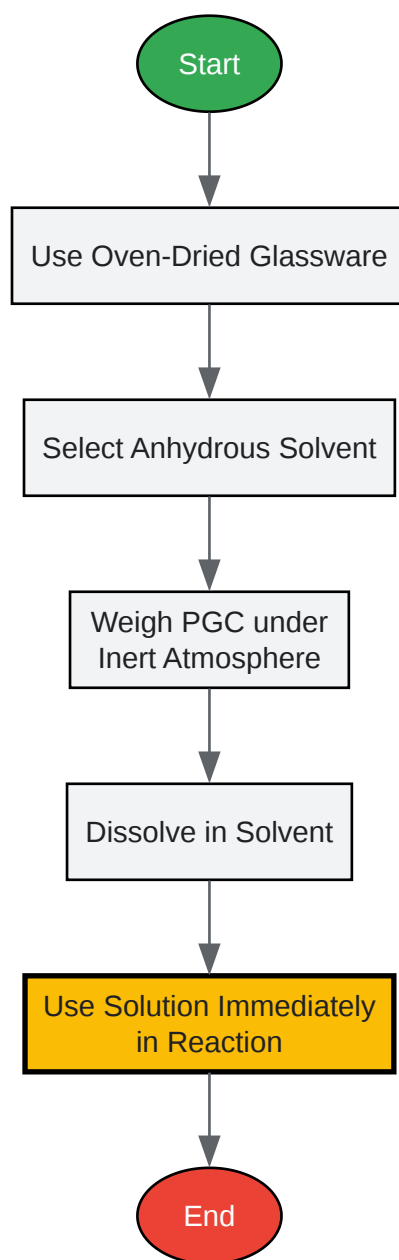 Start
Use Oven-Dried Glassware
Select Anhydrous Solvent
Weigh PGC under
Inert Atmosphere
Dissolve in Solvent
Use Solution Immediately
in Reaction
End